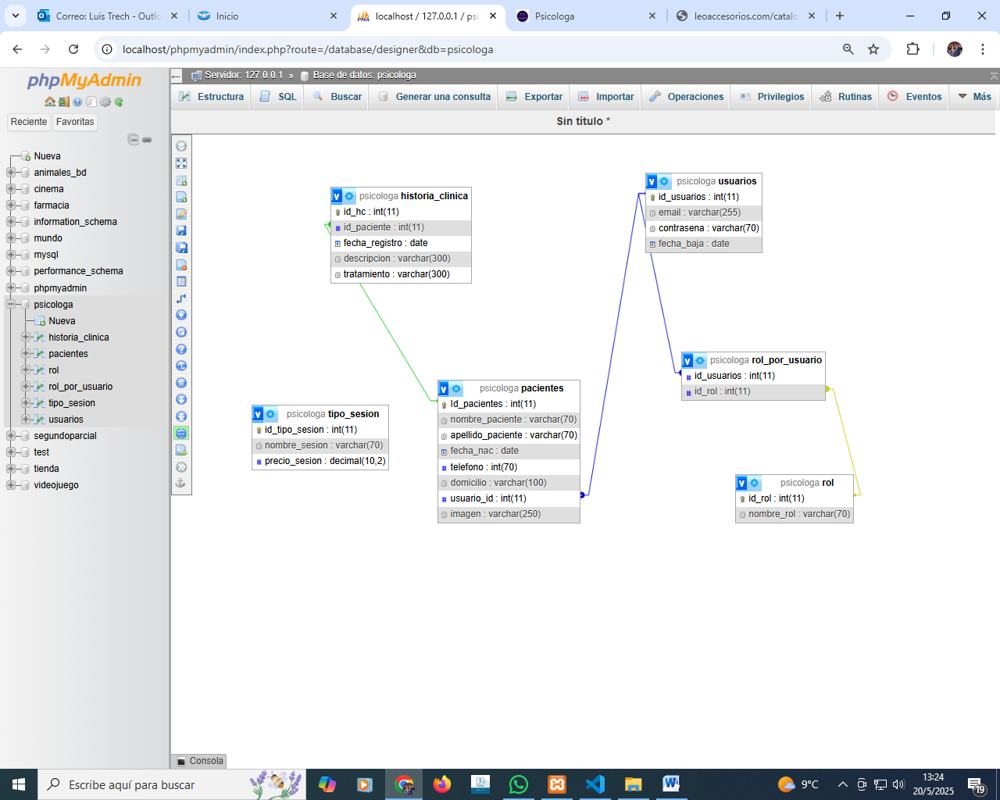 Correo: Luis Trech - Outlo
Inicio
localhost / 127.0.0.1 / psi
Psicologa
leoaccesorios.com/catalo
localhost/phpmyadmin/index.php?route=/database/designer&db=psicologa
phpMyAdmin
Reciente
Favoritas
Nueva
animales_bd
cinema
farmacia
information_schema
mundo
mysql
performance_schema
phpmyadmin
psicologa
Nueva
historia_clinica
pacientes
rol
rol_por_usuario
tipo_sesion
usuarios
segundoparcial
test
tienda
videojuego
Servidor: 127.0.0.1 » Base de datos: psicologa
Estructura
SQL
Buscar
Generar una consulta
Exportar
Importar
Operaciones
Privilegios
Rutinas
Eventos
Más
Sin título *
psicologa historia_clinica
id_hc : int(11)
id_paciente : int(11)
fecha_registro : date
descripcion : varchar(300)
tratamiento : varchar(300)
psicologa usuarios
id_usuarios : int(11)
email : varchar(255)
contrasena : varchar(70)
fecha_baja : date
psicologa rol_por_usuario
id_usuarios : int(11)
id_rol : int(11)
psicologa pacientes
Id_pacientes : int(11)
nombre_paciente : varchar(70)
apellido_paciente : varchar(70)
fecha_nac : date
telefono : int(70)
domicilio : varchar(100)
usuario_id : int(11)
imagen : varchar(250)
psicologa tipo_sesion
id_tipo_sesion : int(11)
nombre_sesion : varchar(70)
precio_sesion : decimal(10,2)
psicologa rol
id_rol : int(11)
nombre_rol : varchar(70)
Consola
Escribe aquí para buscar
9°C
13:24
20/5/2025
19